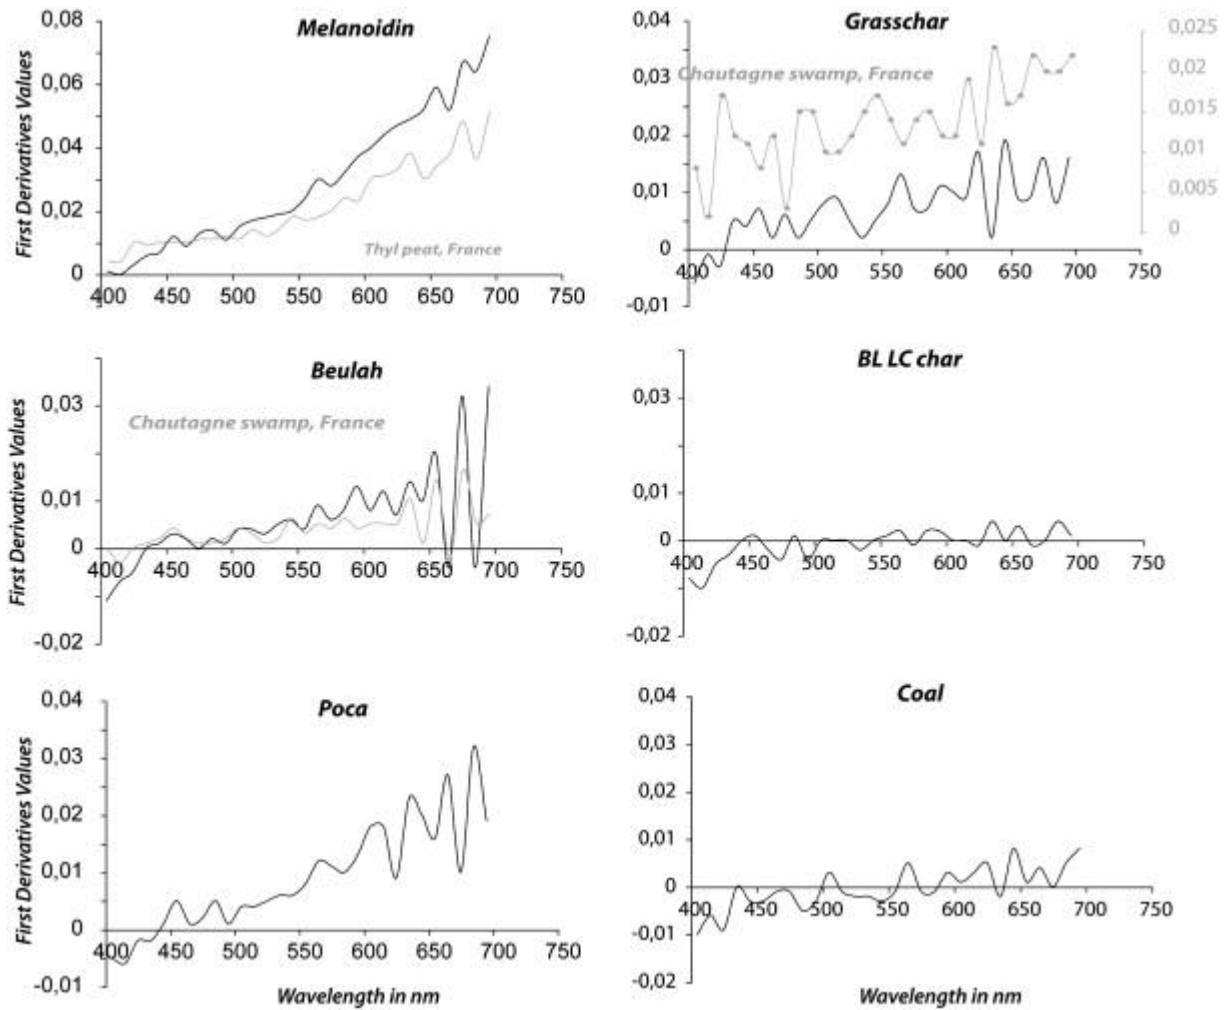 Melanoidin
First Derivatives Values
0,08
0,06
0,04
0,02
0
Thyl peat, France
400 450 500 550 600 650 700 750
Grasschar
Chautagne swamp, France
0,04
0,03
0,02
0,01
0
-0,01
0,025
0,02
0,015
0,01
0,005
0
400 450 500 550 600 650 700 750
Beulah
Chautagne swamp, France
First Derivatives Values
0,03
0,01
0
-0,02
400 450 500 550 600 650 700 750
BL LC char
0,03
0,01
0
-0,02
400 450 500 550 600 650 700 750
Poca
First Derivatives Values
0,04
0,03
0,02
0,01
0
-0,01
400 450 500 550 600 650 700 750
Wavelength in nm
Coal
0,04
0,03
0,02
0,01
0
-0,01
-0,02
400 450 500 550 600 650 700 750
Wavelength in nm